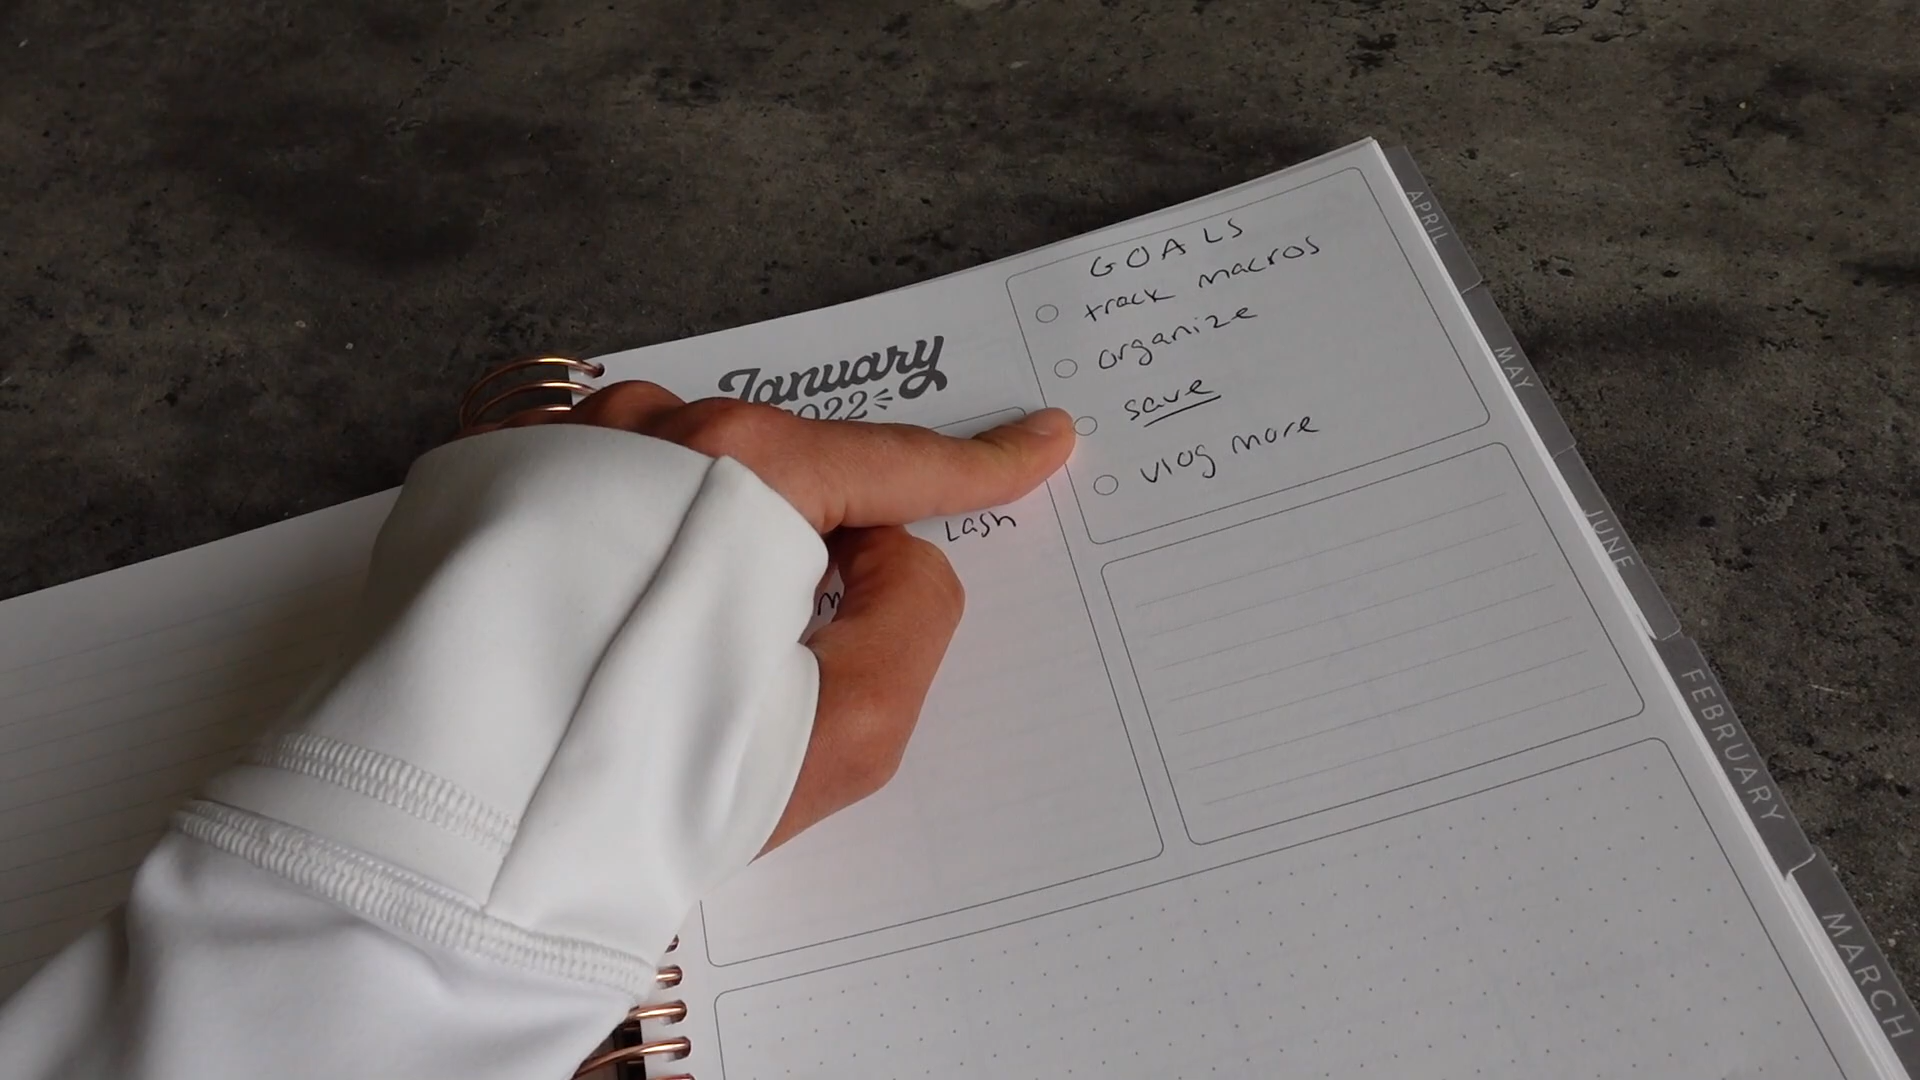 January
2022
Lash
GOALS
track macros
organize
save
vlog more
APRIL
MAY
JUNE
FEBRUARY
MARCH